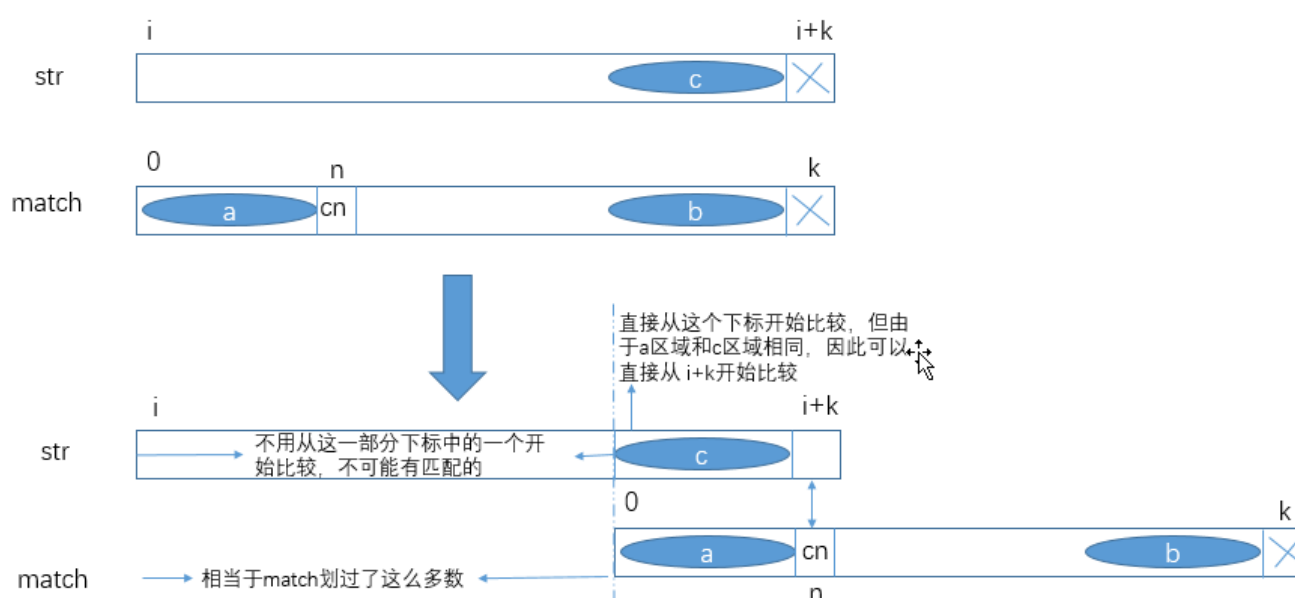 i
i+k
str
c
0
n
k
match
a
cn
b
直接从这个下标开始比较，但由
于a区域和c区域相同，因此可以
直接从 i+k开始比较
i
i+k
str
不用从这一部分下标中的一个开
始比较，不可能有匹配的
c
0
k
a
cn
b
match
相当于match划过了这么多数
n